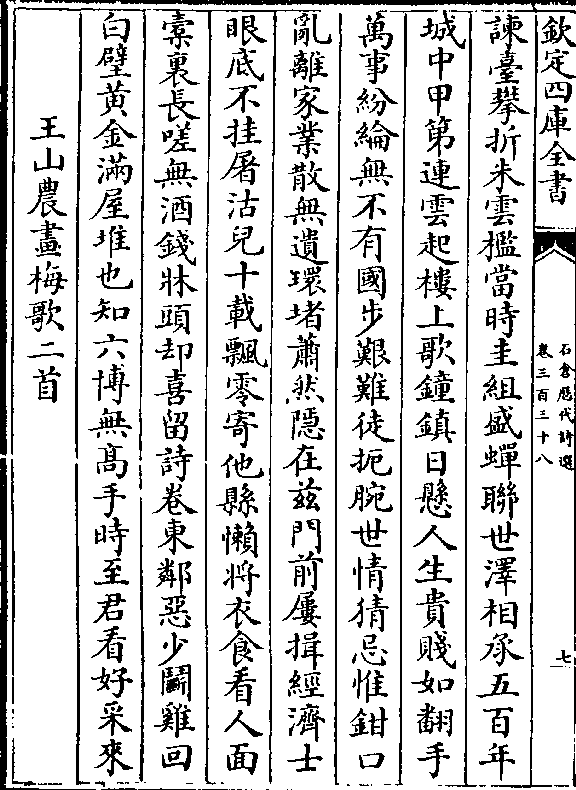 欽定四庫全書
石倉歷代詩選
卷三百三十八
七
諫臺攀折朱雲檻當時圭組盛蟬聯世澤相承五百年
城中甲第連雲起樓上歌鐘鎮日懸人生貴賤如翻手
萬事紛綸無不有國步艱難徒扼腕世情猜忌惟鉗口
亂離家業散無遺環堵蕭然隱在兹門前屢揖經濟士
眼底不挂屠沽兒十載飄零寄他縣懶将衣食看人面
槖裏長嗟無酒錢牀頭却喜留詩卷東鄰惡少鬭雞回
白璧黄金滿屋堆也知六博無髙手時至君看好采來
王山農畫梅歌二首